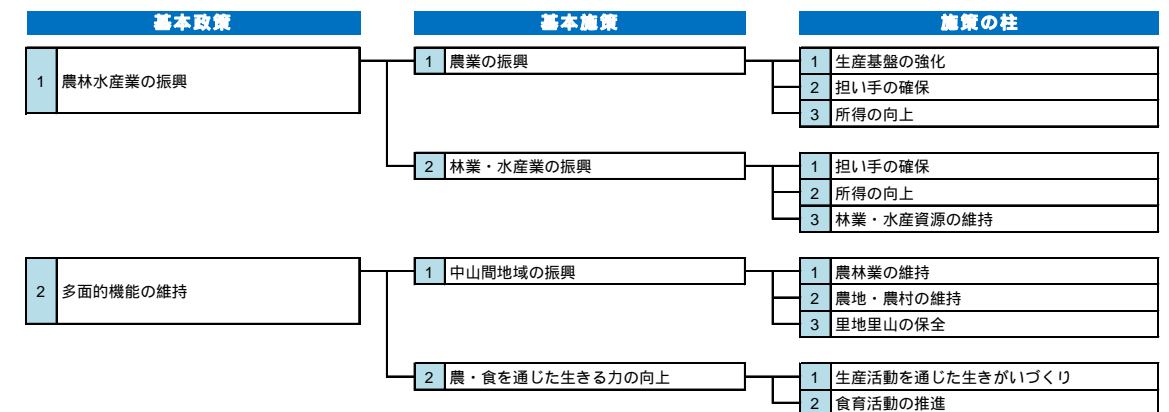 基本政策 基本施策 施策の柱
1 農林水産業の振興
1 農業の振興
1 生産基盤の強化
2 担い手の確保
3 所得の向上
2 林業・水産業の振興
1 担い手の確保
2 所得の向上
3 林業・水産資源の維持
2 多面的機能の維持
1 中山間地域の振興
1 農林業の維持
2 農地・農村の維持
3 里地里山の保全
2 農・食を通じた生きる力の向上
1 生産活動を通じた生きがいづくり
2 食育活動の推進